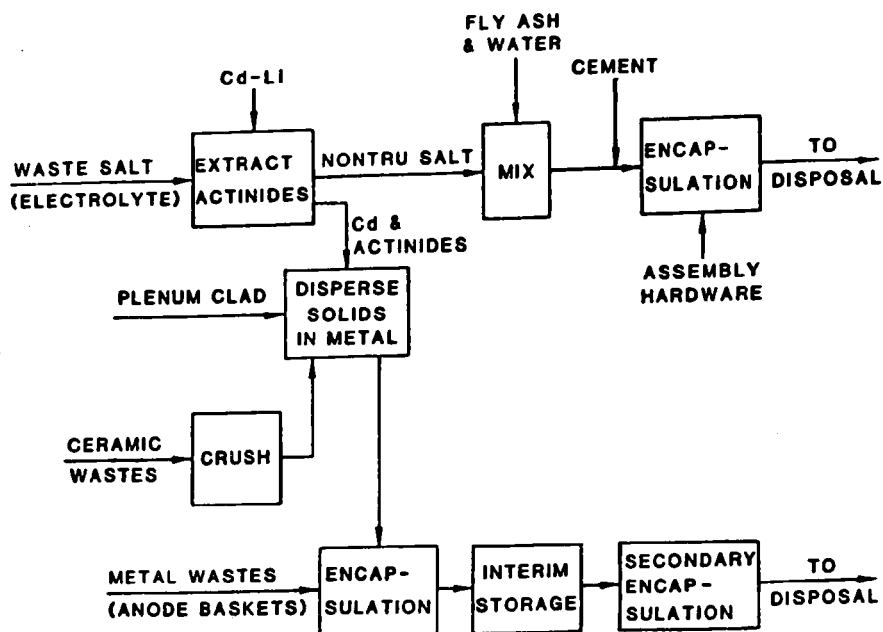 FLY ASH
& WATER
CEMENT
Cd-Li
WASTE SALT
(ELECTROLYTE)
EXTRACT
ACTINIDES
NONTRU SALT
MIX
ENCAP-
SULATION
TO
DISPOSAL
Cd &
ACTINIDES
ASSEMBLY
HARDWARE
PLENUM CLAD
DISPERSE
SOLIDS
IN METAL
CERAMIC
WASTES
CRUSH
METAL WASTES
(ANODE BASKETS)
ENCAP-
SULATION
INTERIM
STORAGE
SECONDARY
ENCAP-
SULATION
TO
DISPOSAL